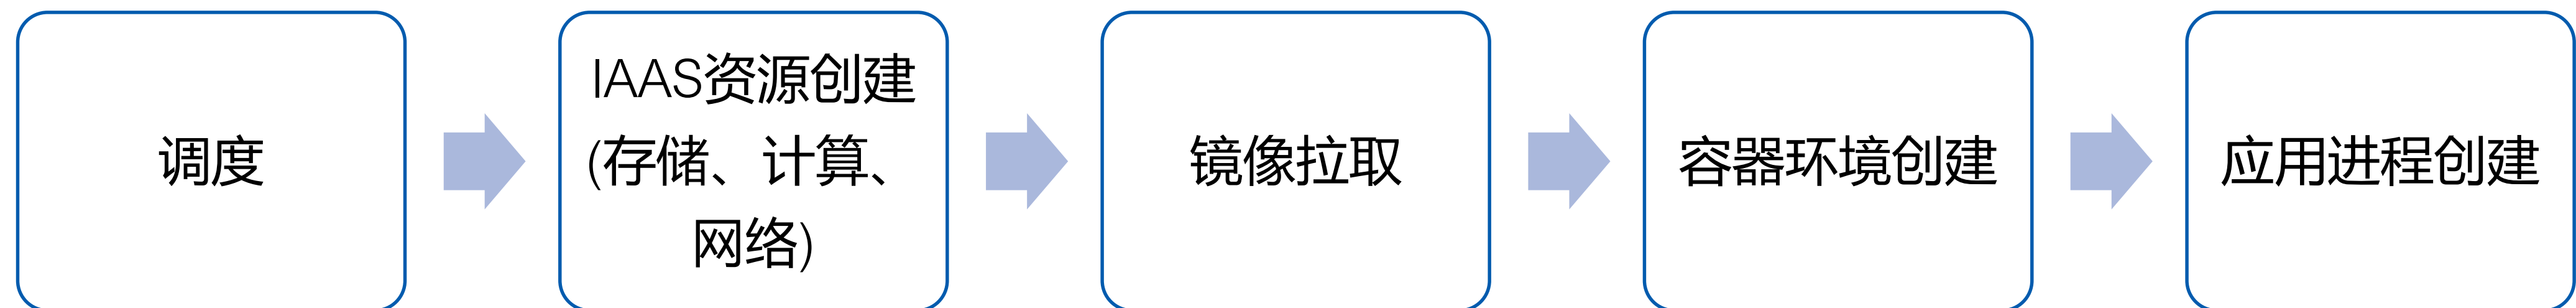 调度
IAAS资源创建
(存储、计算、
网络)
镜像拉取
容器环境创建
应用进程创建